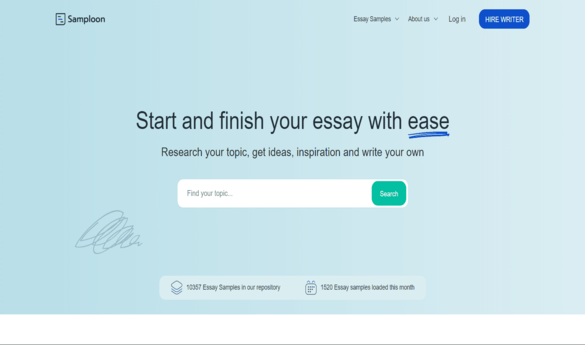 Samploon
Essay Samples
About us
Log in
HIRE WRITER
Start and finish your essay with ease
Research your topic, get ideas, inspiration and write your own
Find your topic...
Search
10357 Essay Samples in our repository
1520 Essay samples loaded this month